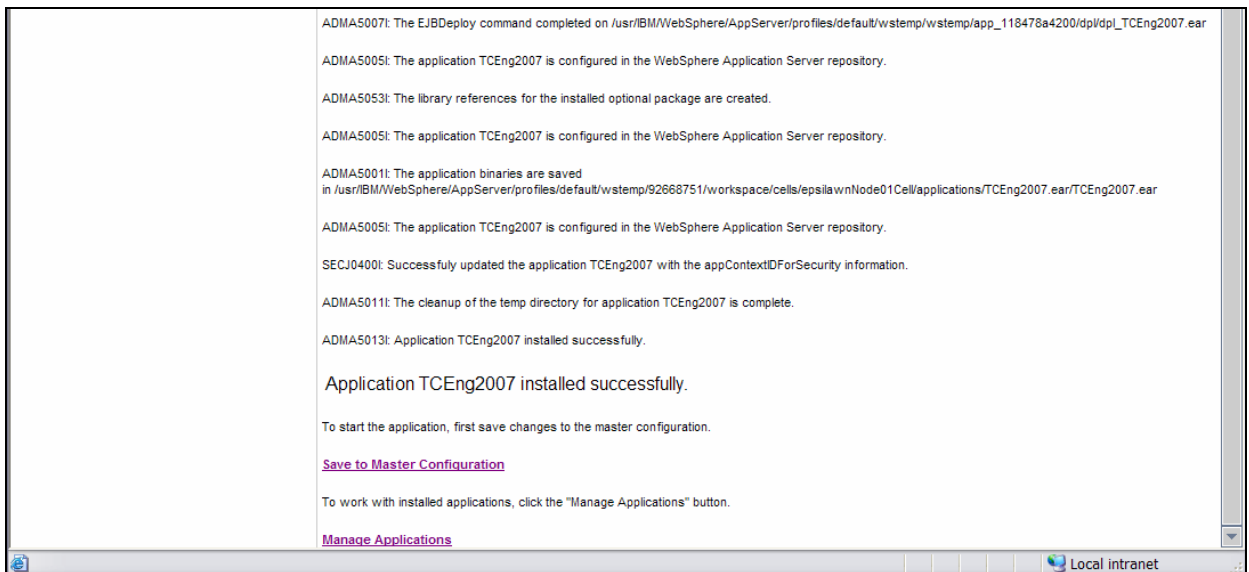 ADMA5007I: The EJBDeploy command completed on /usr/IBM/WebSphere/AppServer/profiles/default/wstemp/wstemp/app_118478a4200/dpl/dpl_TCEng2007.ear
ADMA5005I: The application TCEng2007 is configured in the WebSphere Application Server repository.
ADMA5053I: The library references for the installed optional package are created.
ADMA5005I: The application TCEng2007 is configured in the WebSphere Application Server repository.
ADMA5001I: The application binaries are saved
in /usr/IBM/WebSphere/AppServer/profiles/default/wstemp/92668751/workspace/cells/epsilawnNode01Cell/applications/TCEng2007.ear/TCEng2007.ear
ADMA5005I: The application TCEng2007 is configured in the WebSphere Application Server repository.
SECJ0400I: Successfuly updated the application TCEng2007 with the appContextIDForSecurity information.
ADMA5011I: The cleanup of the temp directory for application TCEng2007 is complete.
ADMA5013I: Application TCEng2007 installed successfully.
Application TCEng2007 installed successfully.
To start the application, first save changes to the master configuration.
Save to Master Configuration
To work with installed applications, click the "Manage Applications" button.
Manage Applications
Local intranet